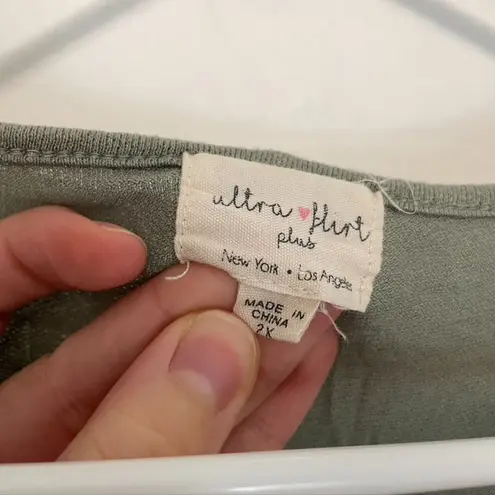 ultra flirt
plus
New York • Los Angeles
MADE IN
CHINA
2X